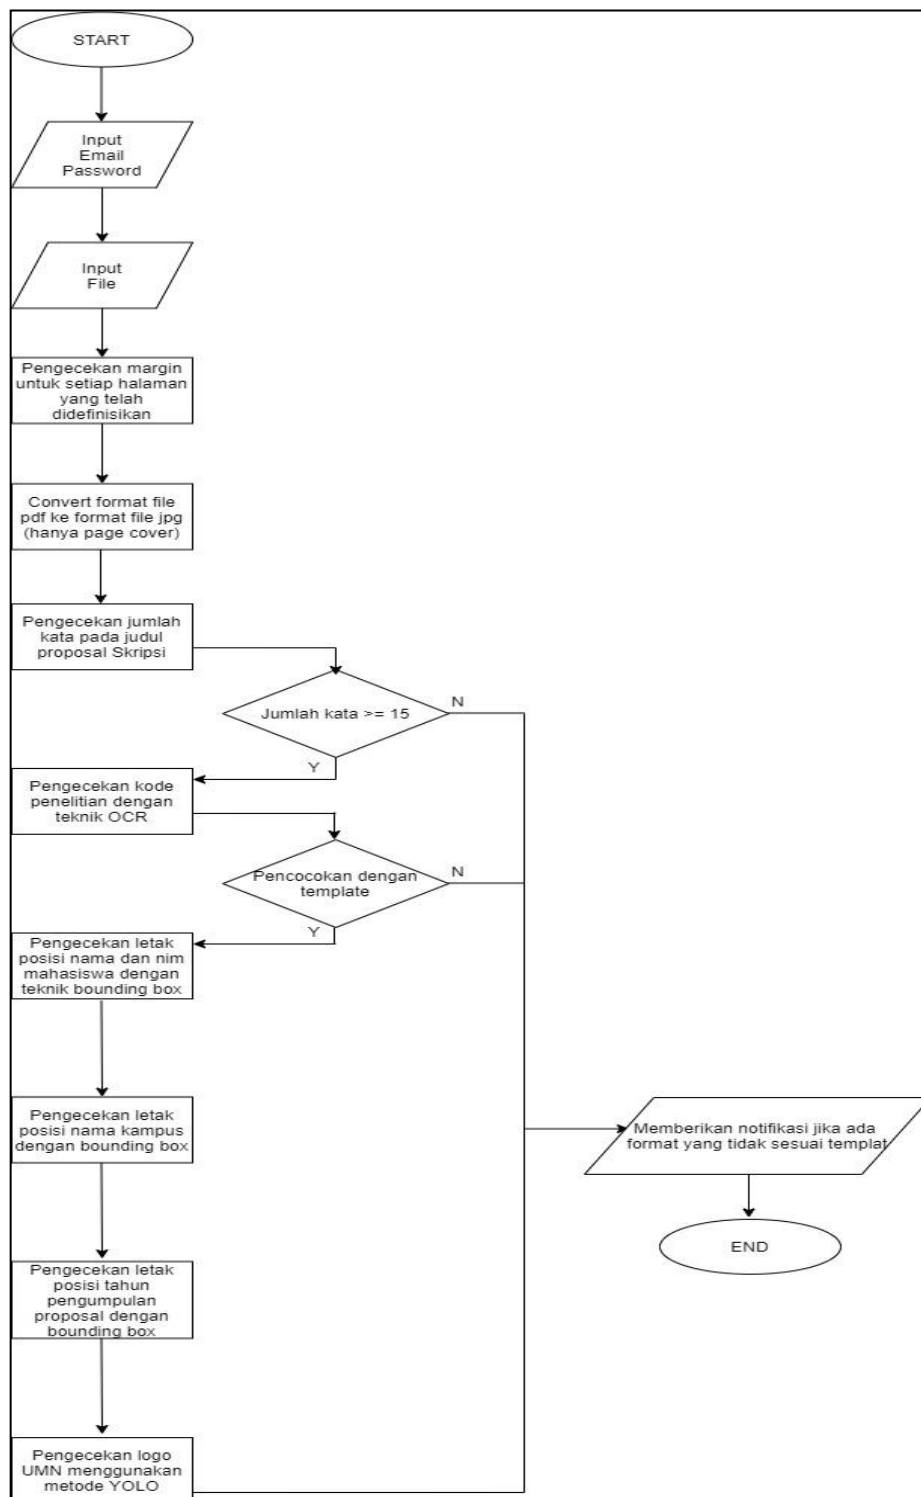 START
Input
Email
Password
Input
File
Pengecekan margin
untuk setiap halaman
yang telah
didefinisikan
Convert format file
pdf ke format file jpg
(hanya page cover)
Pengecekan jumlah
kata pada judul
proposal Skripsi
Jumlah kata >= 15
N
Y
Pengecekan kode
penelitian dengan
teknik OCR
Pencocokan dengan
template
N
Y
Pengecekan letak
posisi nama dan nim
mahasiswa dengan
teknik bounding box
Pengecekan letak
posisi nama kampus
dengan bounding box
Memberikan notifikasi jika ada
format yang tidak sesuai templat
END
Pengecekan letak
posisi tahun
pengumpulan
proposal dengan
bounding box
Pengecekan logo
UMN menggunakan
metode YOLO